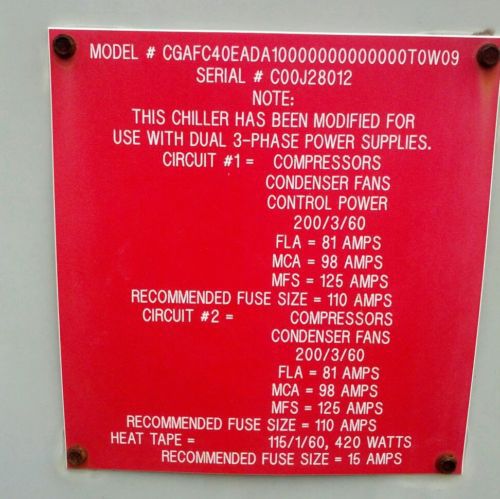 MODEL # CGAFC40EADA10000000000000T0W09
SERIAL # C00J28012
NOTE:
THIS CHILLER HAS BEEN MODIFIED FOR
USE WITH DUAL 3-PHASE POWER SUPPLIES.
CIRCUIT #1 = COMPRESSORS
CONDENSER FANS
CONTROL POWER
200/3/60
FLA = 81 AMPS
MCA = 98 AMPS
MFS = 125 AMPS
RECOMMENDED FUSE SIZE = 110 AMPS
CIRCUIT #2 = COMPRESSORS
CONDENSER FANS
200/3/60
FLA = 81 AMPS
MCA = 98 AMPS
MFS = 125 AMPS
RECOMMENDED FUSE SIZE = 110 AMPS
HEAT TAPE = 115/1/60, 420 WATTS
RECOMMENDED FUSE SIZE = 15 AMPS